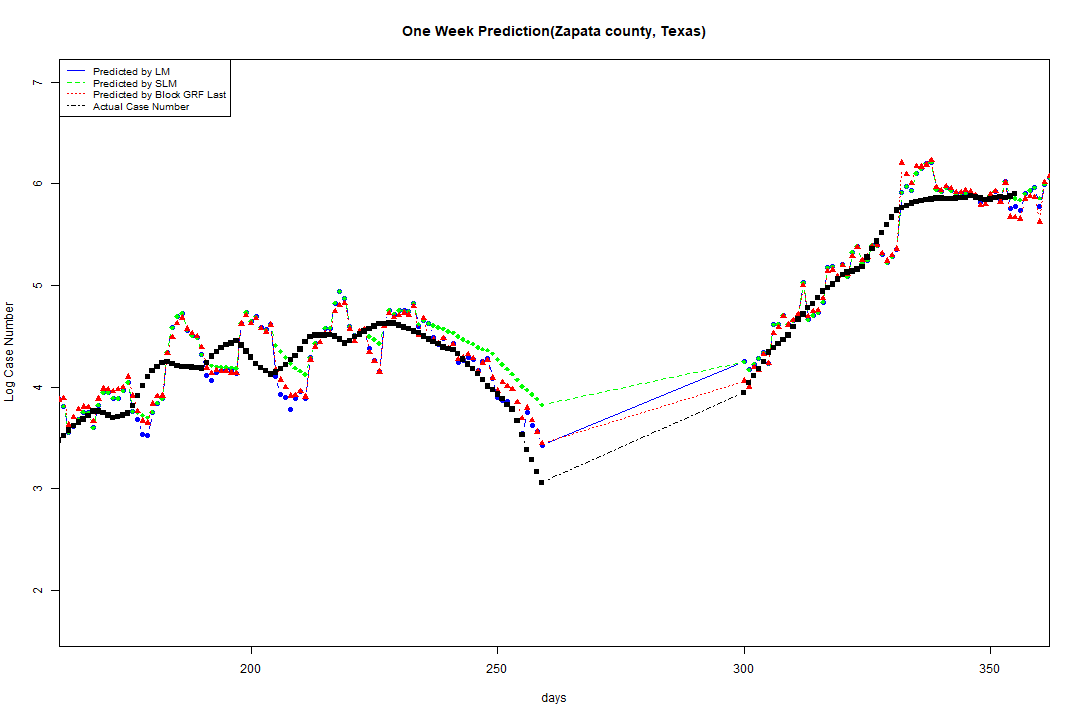 One Week Prediction(Zapata county, Texas)
Predicted by LM
Predicted by SLM
Predicted by Block GRF Last
Actual Case Number
7
6
5
4
3
2
Log Case Number
200
250
300
350
days